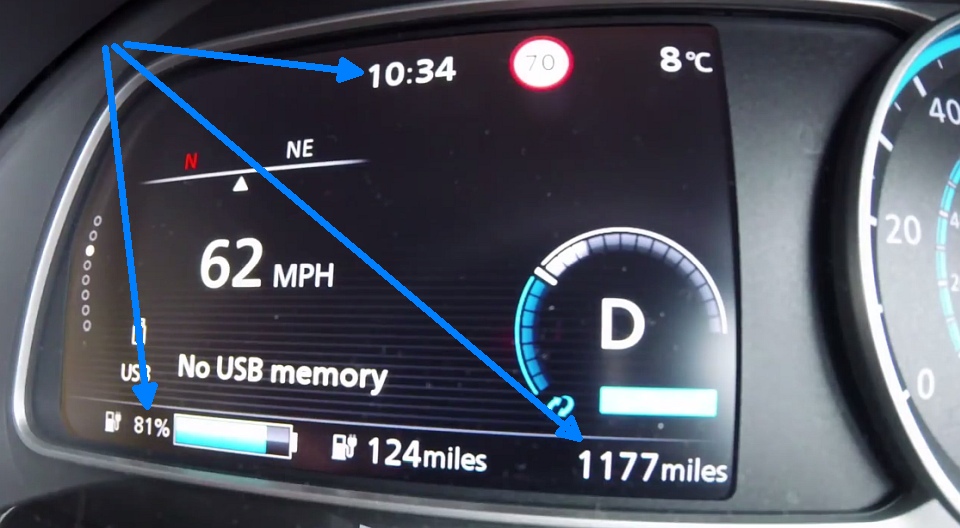 10:34 70 8°C
N NE
62 MPH
USB No USB memory
D
81% 124miles 1177miles
40
20
0